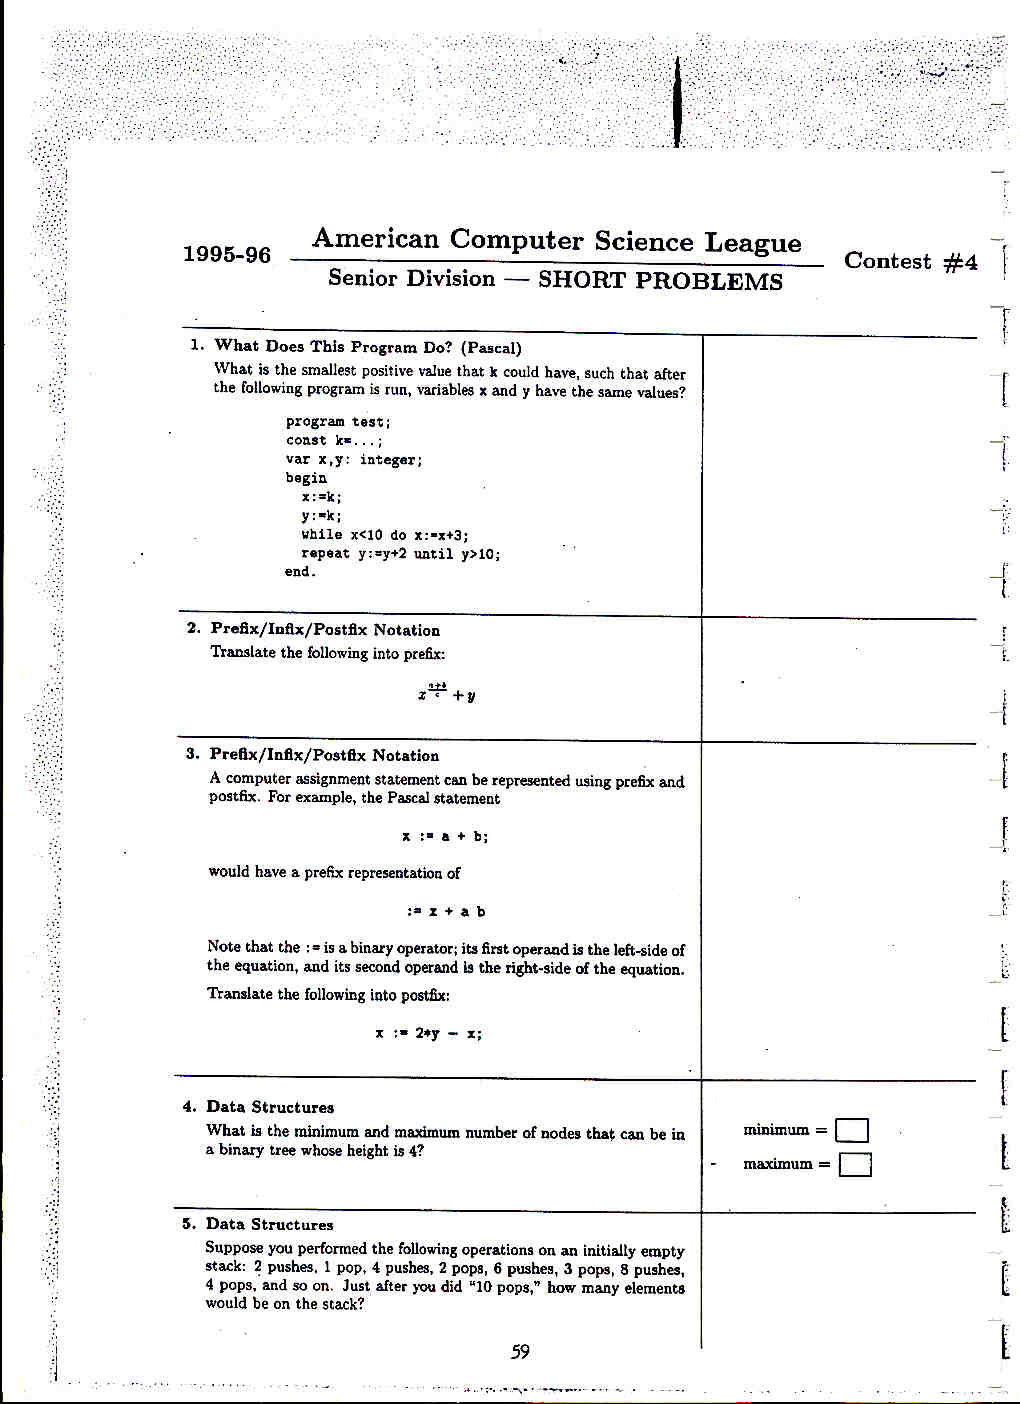 1995-96
American Computer Science League
Senior Division — SHORT PROBLEMS
Contest #4
1. What Does This Program Do? (Pascal)
What is the smallest positive value that k could have, such that after
the following program is run, variables x and y have the same values?
program test;
const k=...;
var x,y: integer;
begin
x:=k;
y:=k;
while x<10 do x:=x+3;
repeat y:=y+2 until y>10;
end.
2. Prefix/Infix/Postfix Notation
Translate the following into prefix:
+ y
3. Prefix/Infix/Postfix Notation
A computer assignment statement can be represented using prefix and
postfix. For example, the Pascal statement
x := a + b;
would have a prefix representation of
:= x + a b
Note that the := is a binary operator; its first operand is the left-side of
the equation, and its second operand is the right-side of the equation.
Translate the following into postfix:
x := 2*y - x;
4. Data Structures
What is the minimum and maximum number of nodes that can be in
a binary tree whose height is 4?
minimum =
maximum =
5. Data Structures
Suppose you performed the following operations on an initially empty
stack: 2 pushes, 1 pop, 4 pushes, 2 pops, 6 pushes, 3 pops, 8 pushes,
4 pops, and so on. Just after you did "10 pops," how many elements
would be on the stack?
59